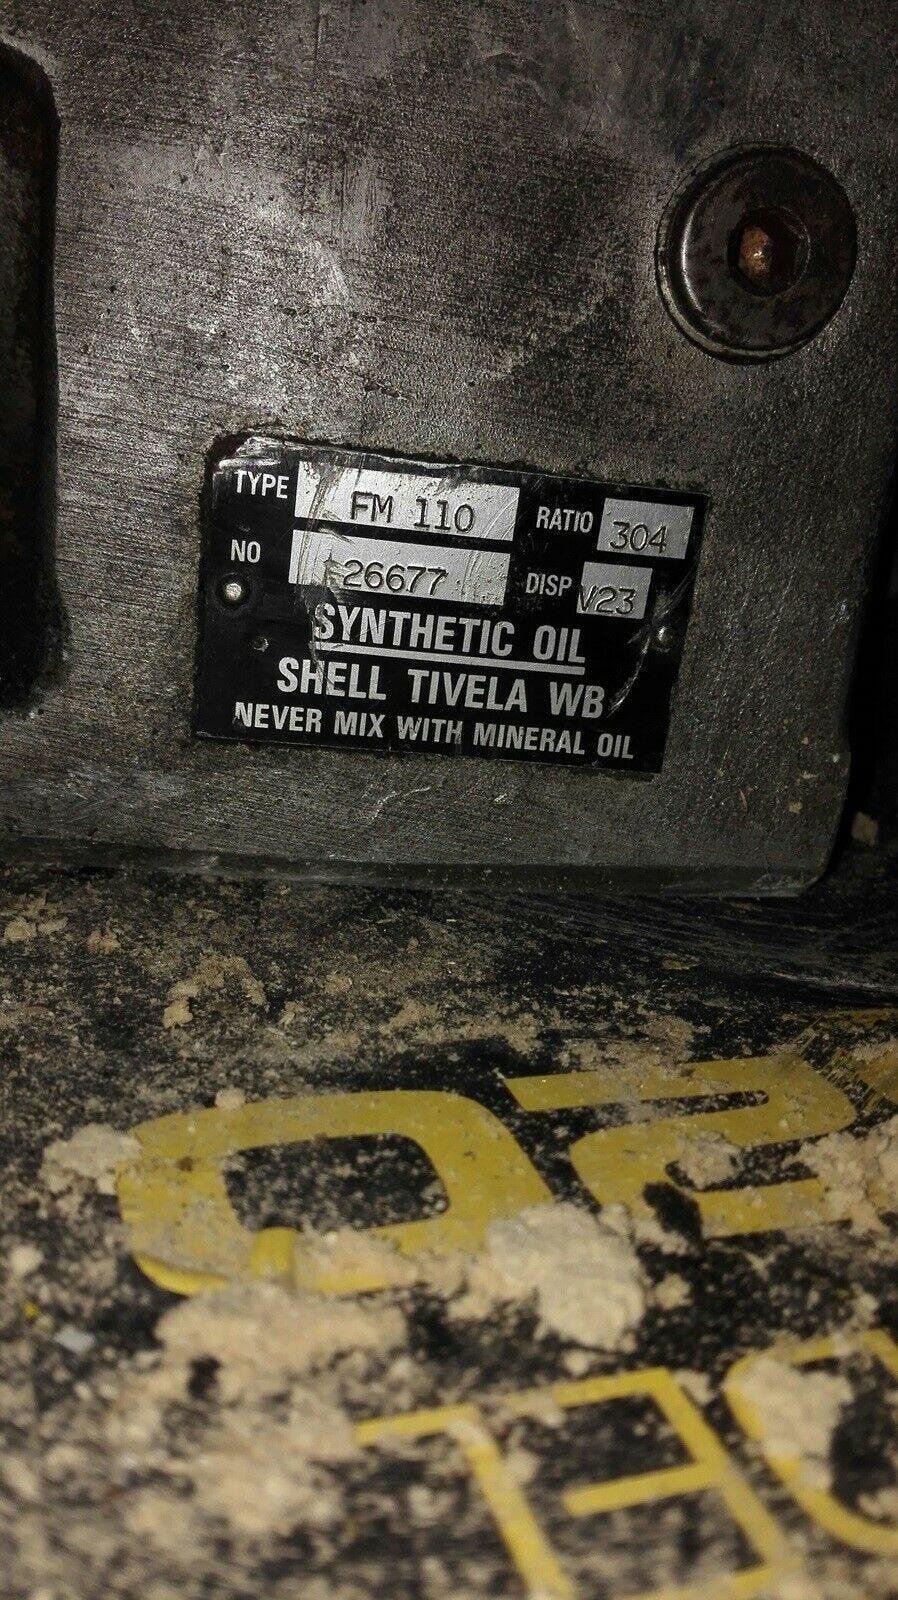 TYPE FM 110 RATIO 304
NO 26677 DISP V23
SYNTHETIC OIL
SHELL TIVELA WB
NEVER MIX WITH MINERAL OIL